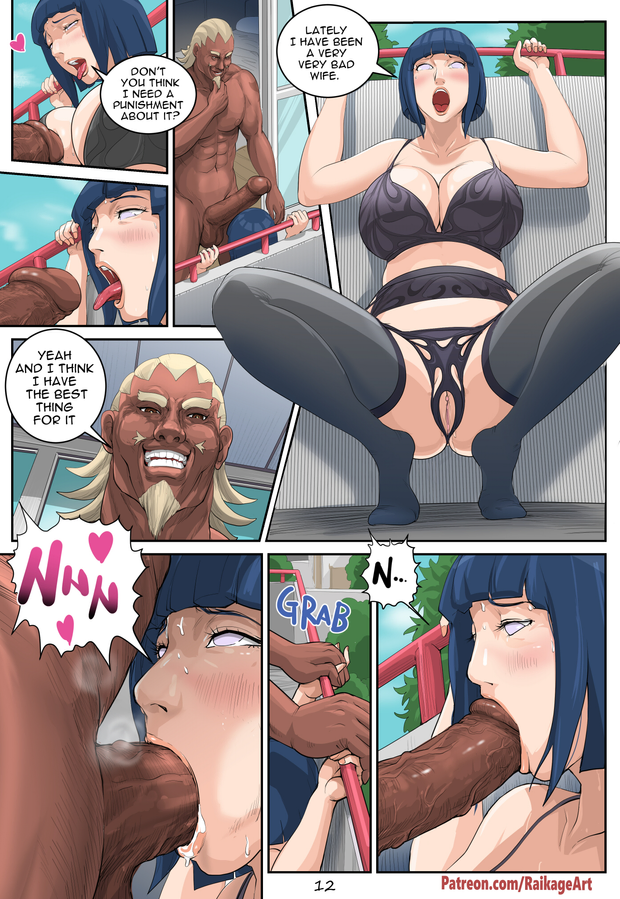 DON'T
YOU THINK
I NEED A
PUNISHMENT
ABOUT IT?
LATELY
I HAVE BEEN
A VERY
VERY BAD
WIFE.
YEAH
AND I THINK
I HAVE
THE BEST
THING
FOR IT
NNN
GRAB
N...
12
Patreon.com/RaikageArt